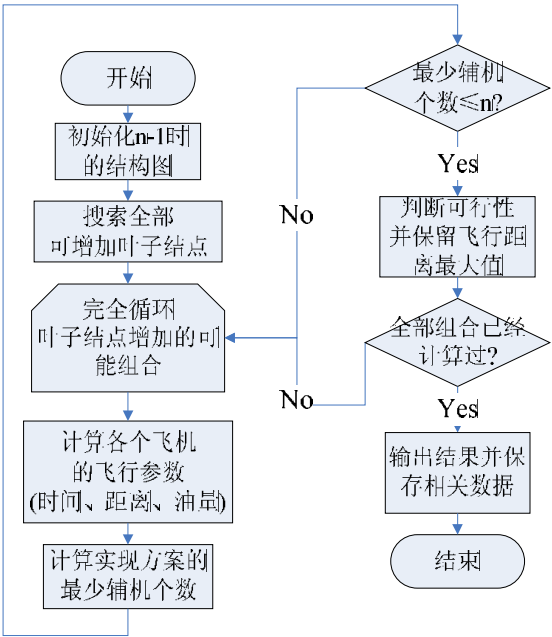 开始
初始化n-1时
的结构图
搜索全部
可增加叶子结点
完全循环
叶子结点增加的可
能组合
计算各个飞机
的飞行参数
(时间、距离、油量)
计算实现方案的
最少辅机个数
最少辅机
个数≤n?
No
Yes
判断可行性
并保留飞行距
离最大值
全部组合已经
计算过?
No
Yes
输出结果并保
存相关数据
结束